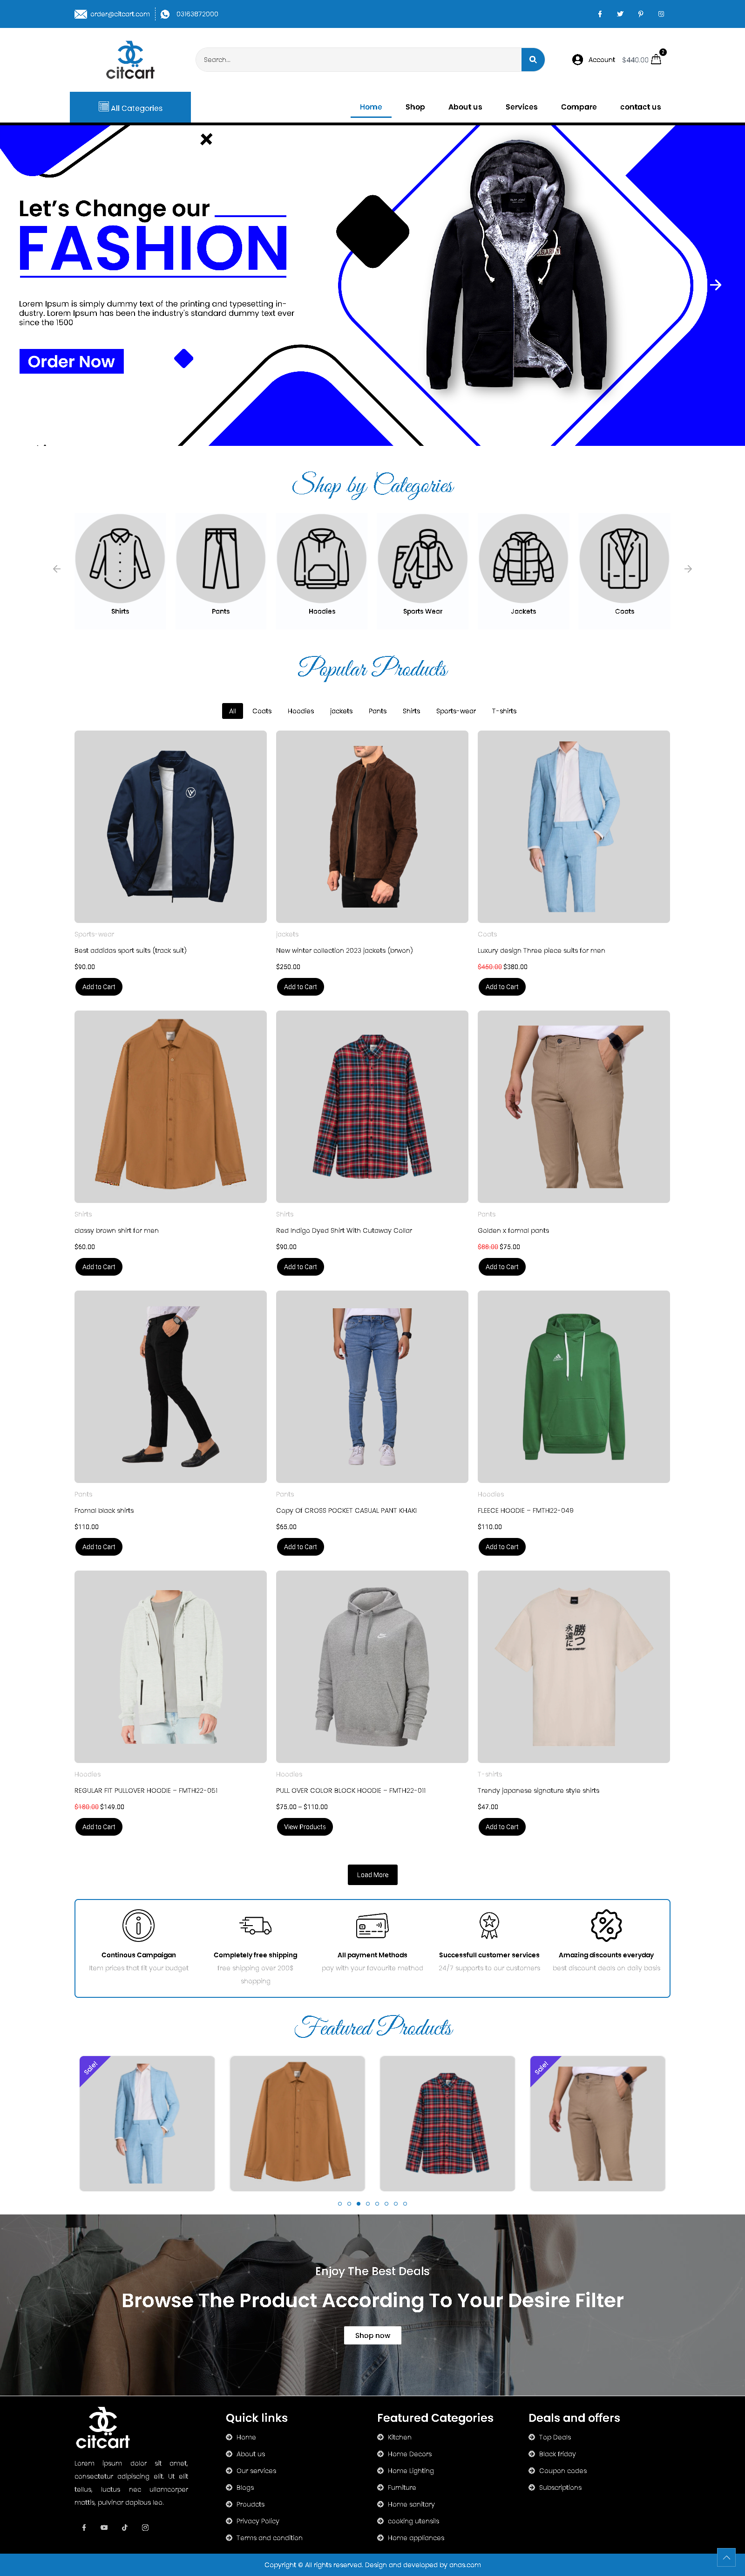 order@citcart.com
03163872000
citcart
Search...
Account
$440.00
2
All Categories
Home
Shop
About us
Services
Compare
contact us
Let's Change our
FASHION
Lorem Ipsum is simply dummy text of the printing and typesetting in-
dustry. Lorem Ipsum has been the industry's standard dummy text ever
since the 1500
Order Now
Shop by Categories
Shirts
Pants
Hoodies
Sports Wear
Jackets
Coats
Popular Products
All
Coats
Hoodies
jackets
Pants
Shirts
Sports-wear
T-shirts
Sports-wear
Best addidas sport suits (track suit)
$90.00
Add to Cart
jackets
New winter collection 2023 jackets (brwon)
$250.00
Add to Cart
Coats
Luxury design Three piece suits for men
$450.00 $380.00
Add to Cart
Shirts
classy brown shirt for men
$60.00
Add to Cart
Shirts
Red Indigo Dyed Shirt With Cutaway Collar
$90.00
Add to Cart
Pants
Golden x formal pants
$88.00 $75.00
Add to Cart
Pants
Fromal black shirts
$110.00
Add to Cart
Pants
Copy Of CROSS POCKET CASUAL PANT KHAKI
$65.00
Add to Cart
Hoodies
FLEECE HOODIE – FMTH22-049
$110.00
Add to Cart
Hoodies
REGULAR FIT PULLOVER HOODIE – FMTH22-051
$180.00 $149.00
Add to Cart
Hoodies
PULL OVER COLOR BLOCK HOODIE – FMTH22-011
$75.00 – $110.00
View Products
永遠に
勝つ
T-shirts
Trendy japanese signature style shirts
$47.00
Add to Cart
Load More
Continous Campaigan
Item prices that fit your budget
Completely free shipping
free shipping over 200$
shopping
All payment Methods
pay with your favourite method
Successfull customer services
24/7 supports to our customers
Amazing discounts everyday
best discount deals on daily basis
Featured Products
Sale!
Sale!
Enjoy The Best Deals
Browse The Product According To Your Desire Filter
Shop now
citcart
Lorem ipsum dolor sit amet,
consectetur adipiscing elit. Ut elit
tellus, luctus nec ullamcorper
mattis, pulvinar dapibus leo.
Quick links
Home
About us
Our services
Blogs
Proudcts
Privacy Policy
Terms and condition
Featured Categories
Kitchen
Home Decors
Home Lighting
Furniture
Home sanitary
cooking utensils
Home appliances
Deals and offers
Top Deals
Black friday
Coupon codes
Subscriptions
Copyright © All rights reserved. Design and developed by anas.com